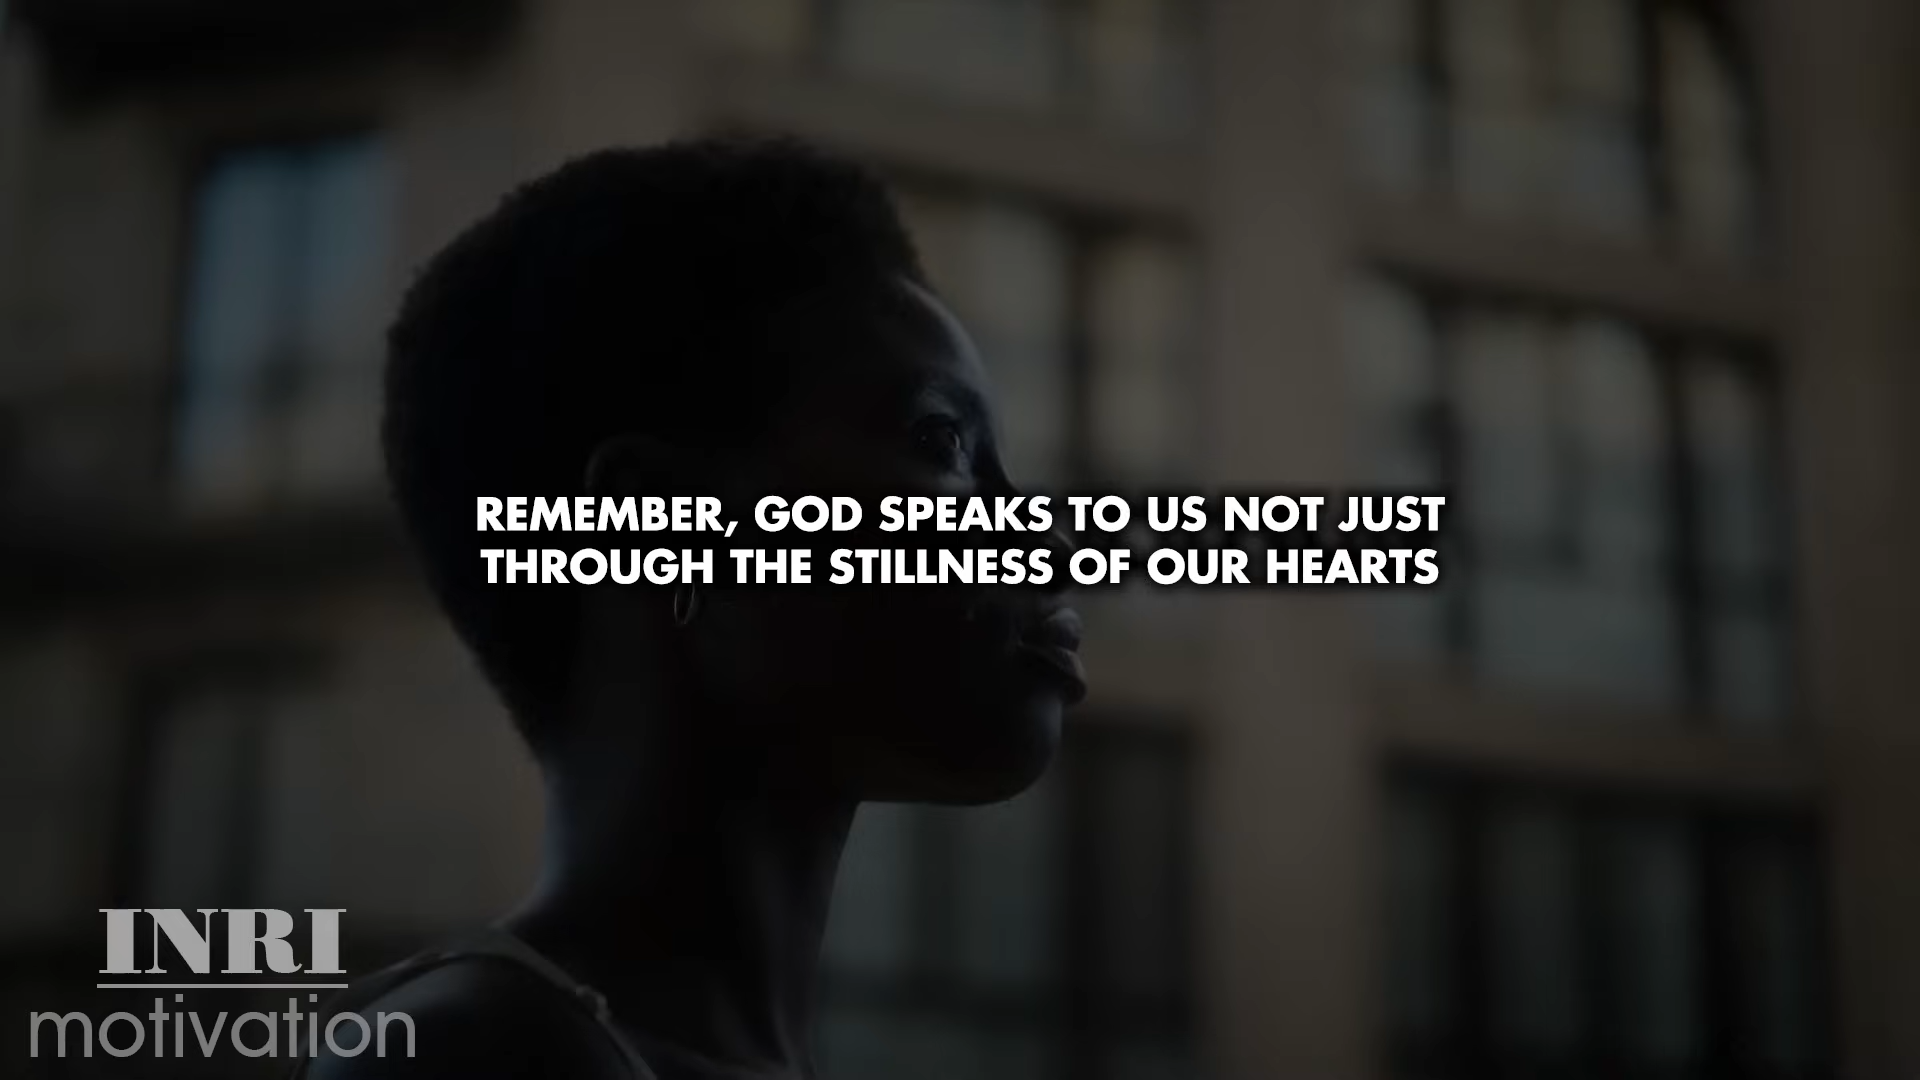 REMEMBER, GOD SPEAKS TO US NOT JUST
THROUGH THE STILLNESS OF OUR HEARTS
INRI
motivation